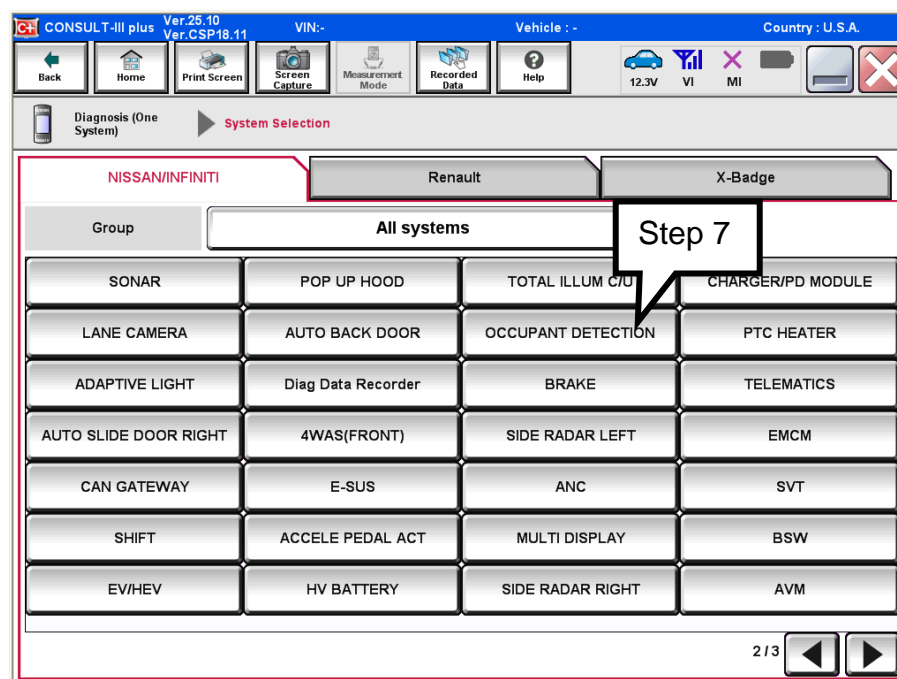 C+ CONSULT-III plus Ver.25.10 Ver.CSP18.11 VIN:- Vehicle : - Country : U.S.A.
Back Home Print Screen Screen Capture Measurement Mode Recorded Data Help 12.3V VI MI
Diagnosis (One System) System Selection
NISSAN/INFINITI Renault X-Badge
Group All systems
Step 7
SONAR POP UP HOOD TOTAL ILLUM C/U CHARGER/PD MODULE
LANE CAMERA AUTO BACK DOOR OCCUPANT DETECTION PTC HEATER
ADAPTIVE LIGHT Diag Data Recorder BRAKE TELEMATICS
AUTO SLIDE DOOR RIGHT 4WAS(FRONT) SIDE RADAR LEFT EMCM
CAN GATEWAY E-SUS ANC SVT
SHIFT ACCELE PEDAL ACT MULTI DISPLAY BSW
EV/HEV HV BATTERY SIDE RADAR RIGHT AVM
2/3